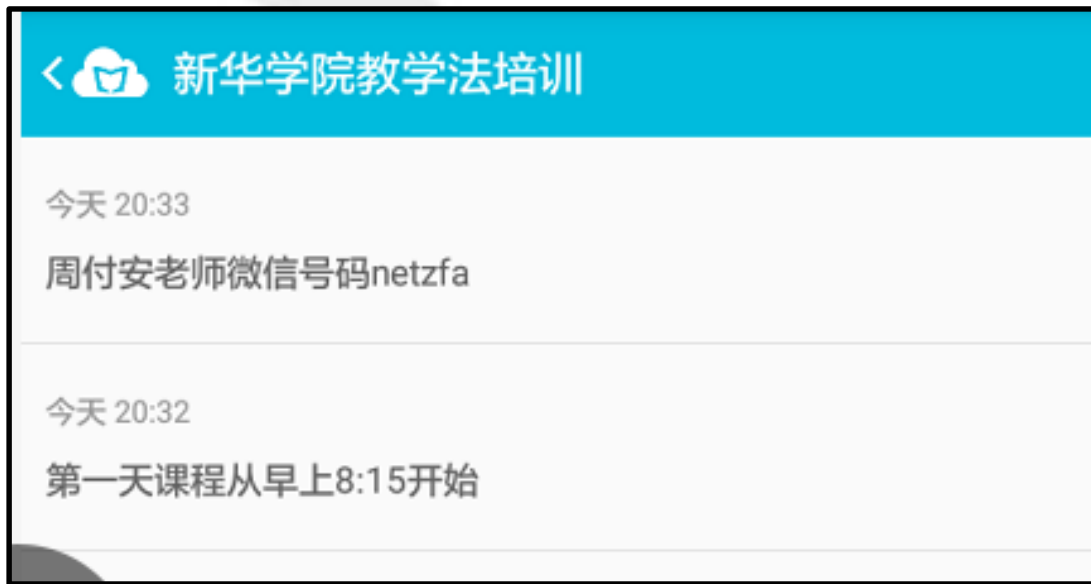 新华学院教学法培训
今天 20:33
周付安老师微信号码netzfa
今天 20:32
第一天课程从早上8:15开始